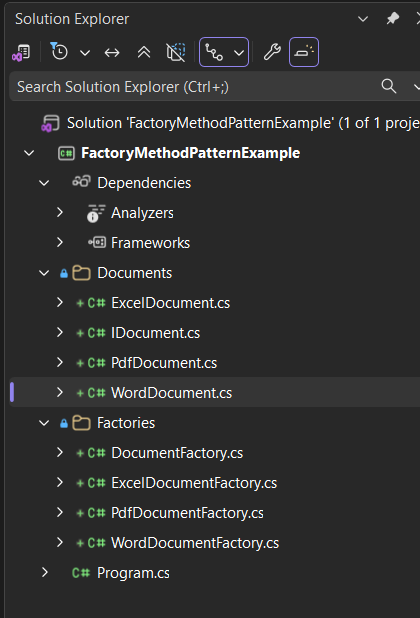 Solution Explorer
Search Solution Explorer (Ctrl+;)
Solution 'FactoryMethodPatternExample' (1 of 1 proje
C# FactoryMethodPatternExample
Dependencies
Analyzers
Frameworks
Documents
+ C# ExcelDocument.cs
+ C# IDocument.cs
+ C# PdfDocument.cs
+ C# WordDocument.cs
Factories
+ C# DocumentFactory.cs
+ C# ExcelDocumentFactory.cs
+ C# PdfDocumentFactory.cs
+ C# WordDocumentFactory.cs
C# Program.cs